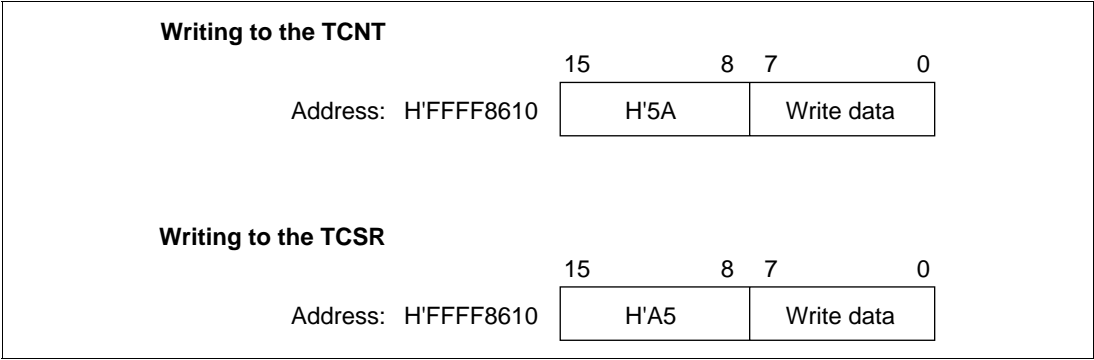 Writing to the TCNT
15 8 7 0
Address: H'FFFF8610 H'5A Write data
Writing to the TCSR
15 8 7 0
Address: H'FFFF8610 H'A5 Write data